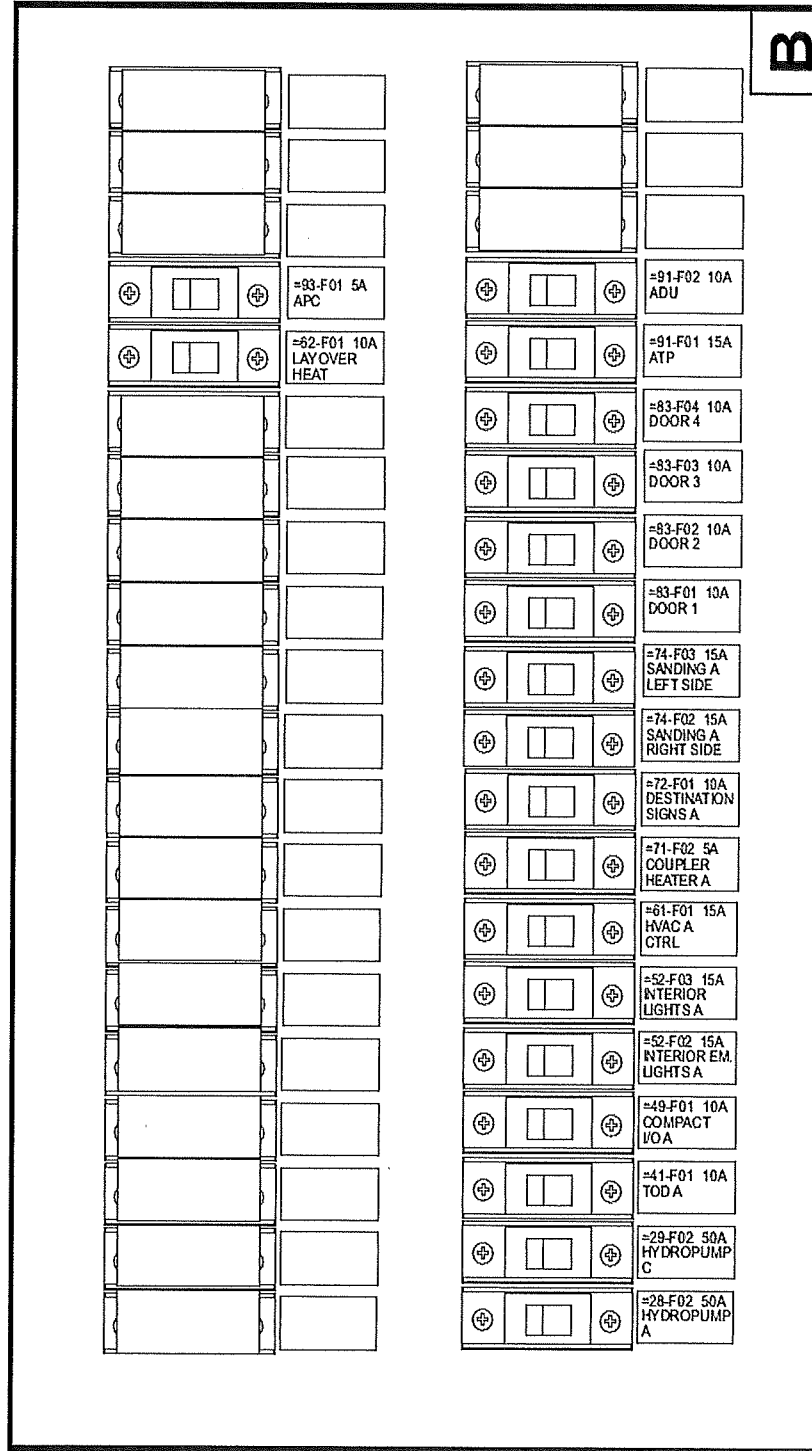 B
=93-F01 5A
APC
=62-F01 10A
LAYOVER
HEAT
=91-F02 10A
ADU
=91-F01 15A
ATP
=83-F04 10A
DOOR 4
=83-F03 10A
DOOR 3
=83-F02 10A
DOOR 2
=83-F01 10A
DOOR 1
=74-F03 15A
SANDING A
LEFT SIDE
=74-F02 15A
SANDING A
RIGHT SIDE
=72-F01 10A
DESTINATION
SIGNS A
=71-F02 5A
COUPLER
HEATER A
=61-F01 15A
HVAC A
CTRL
=52-F03 15A
INTERIOR
LIGHTS A
=52-F02 15A
INTERIOR EM.
LIGHTS A
=49-F01 10A
COMPACT
I/O A
=41-F01 10A
TOD A
=29-F02 50A
HYDROPUMP
C
=28-F02 50A
HYDROPUMP
A